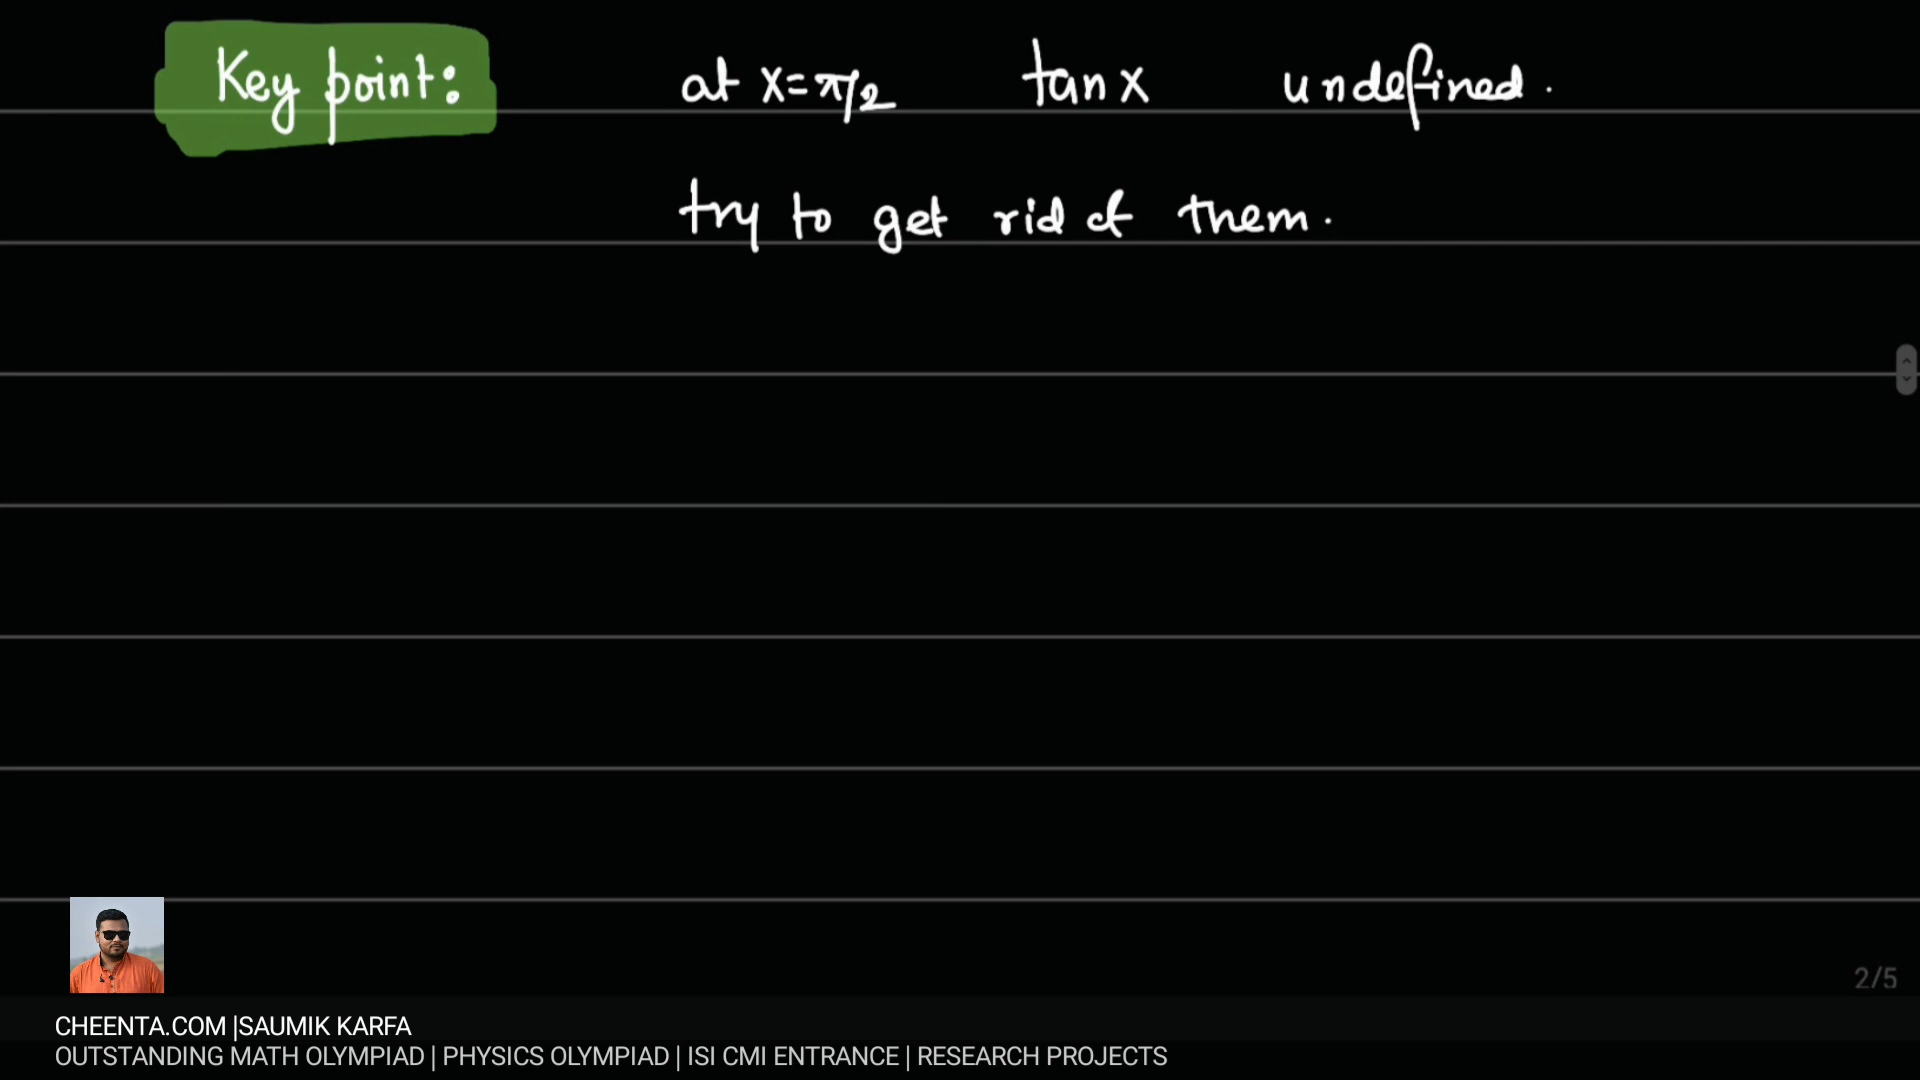 Key point: at x=π/2 tan x undefined.
try to get rid of them.
2/5
CHEENTA.COM |SAUMIK KARFA
OUTSTANDING MATH OLYMPIAD | PHYSICS OLYMPIAD | ISI CMI ENTRANCE | RESEARCH PROJECTS